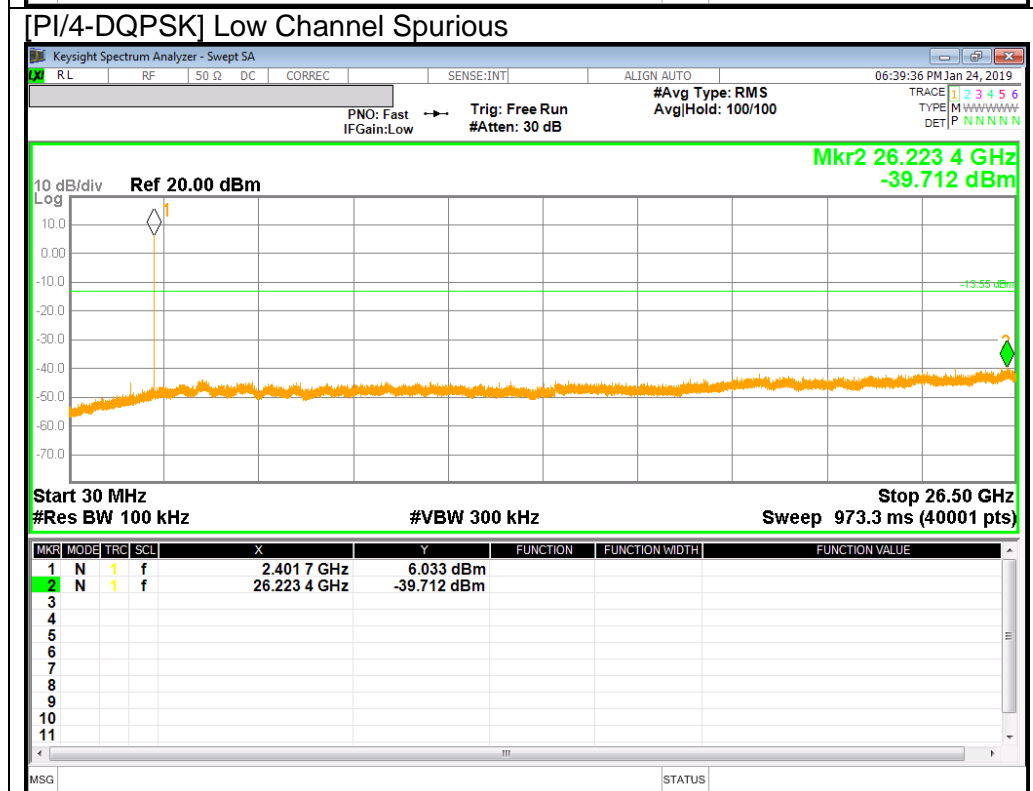 [PI/4-DQPSK] Low Channel Spurious
Keysight Spectrum Analyzer - Swept SA
LXI RL RF 50 Ω DC CORREC SENSE:INT ALIGN AUTO 06:39:36 PM Jan 24, 2019
#Avg Type: RMS TRACE 1 2 3 4 5 6
PNO: Fast Trig: Free Run Avg|Hold: 100/100 TYPE M WWWWW
IFGain:Low #Atten: 30 dB DET P N N N N N
Mkr2 26.223 4 GHz
10 dB/div Ref 20.00 dBm -39.712 dBm
Log
1
10.0
0.00
-10.0
-13.55 dBm
-20.0
-30.0
2
-40.0
-50.0
-60.0
-70.0
Start 30 MHz Stop 26.50 GHz
#Res BW 100 kHz #VBW 300 kHz Sweep 973.3 ms (40001 pts)
MKR MODE TRC SCL X Y FUNCTION FUNCTION WIDTH FUNCTION VALUE
1 N 1 f 2.401 7 GHz 6.033 dBm
2 N 1 f 26.223 4 GHz -39.712 dBm
3
4
5
6
7
8
9
10
11
MSG STATUS